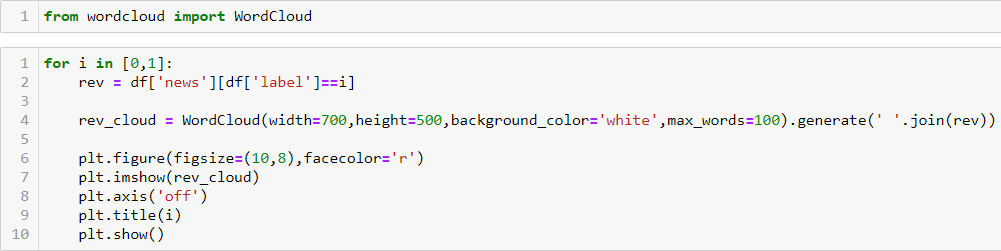 1 from wordcloud import WordCloud
1 for i in [0,1]:
2     rev = df['news'][df['label']==i]
3
4     rev_cloud = WordCloud(width=700,height=500,background_color='white',max_words=100).generate(' '.join(rev))
5
6     plt.figure(figsize=(10,8),facecolor='r')
7     plt.imshow(rev_cloud)
8     plt.axis('off')
9     plt.title(i)
10     plt.show()